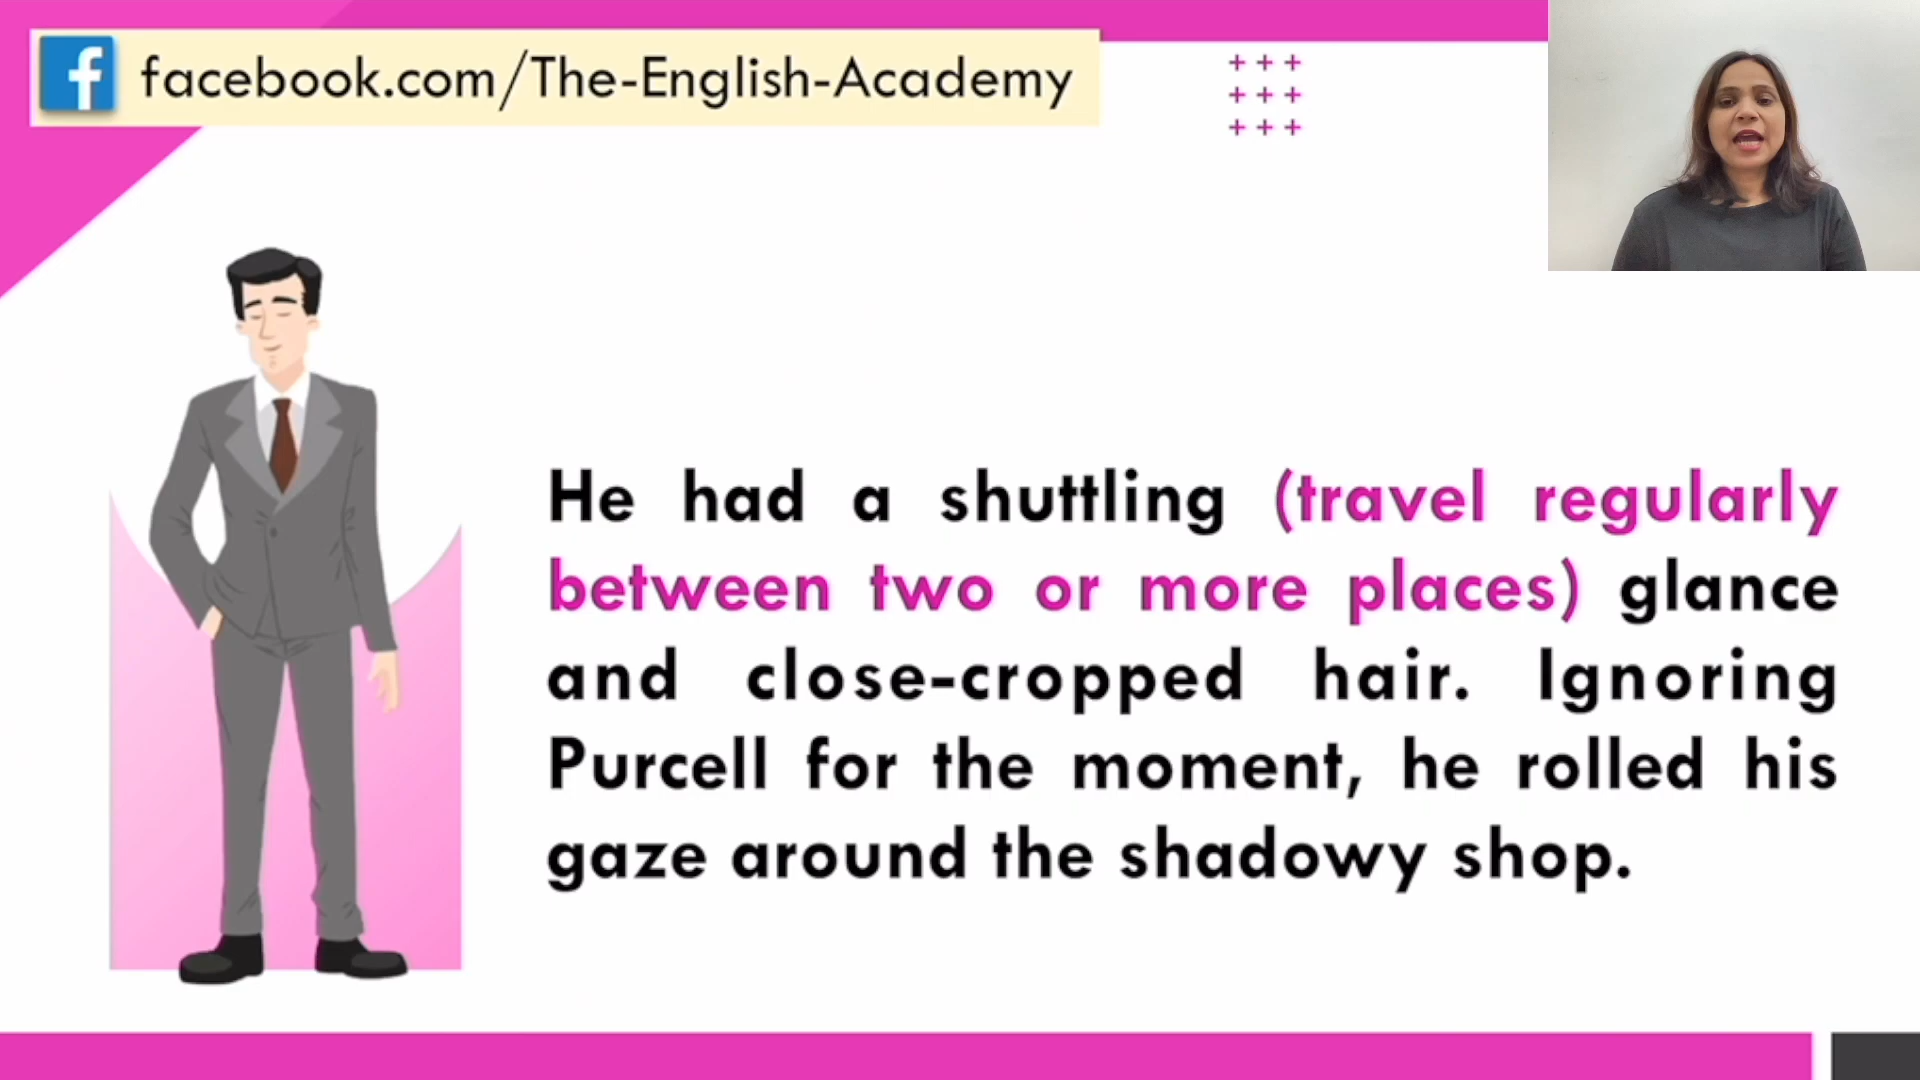 facebook.com/The-English-Academy
He had a shuttling (travel regularly
between two or more places) glance
and close-cropped hair. Ignoring
Purcell for the moment, he rolled his
gaze around the shadowy shop.